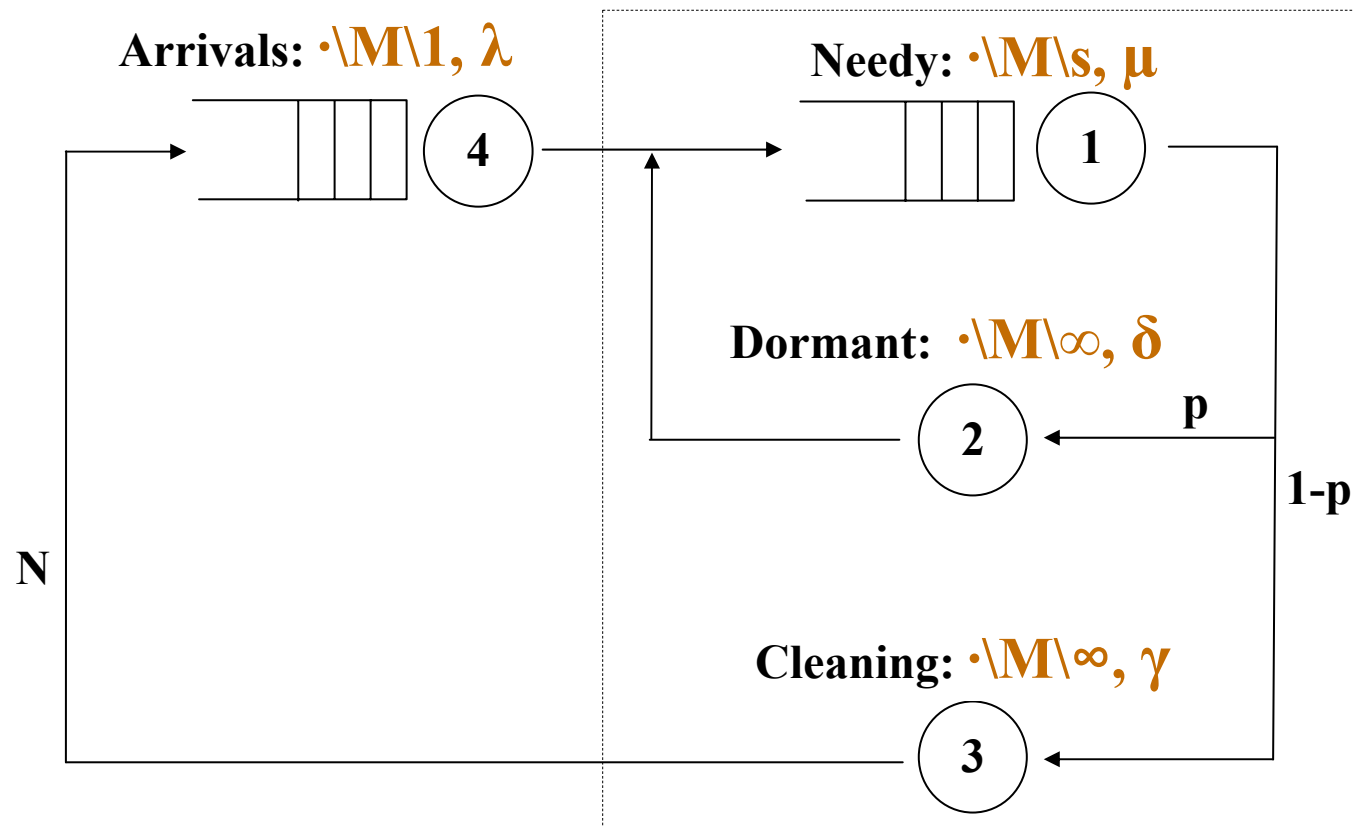 Arrivals: ·\M\1, λ
Needy: ·\M\s, μ
4
1
Dormant: ·\M\∞, δ
p
2
1-p
N
Cleaning: ·\M\∞, γ
3